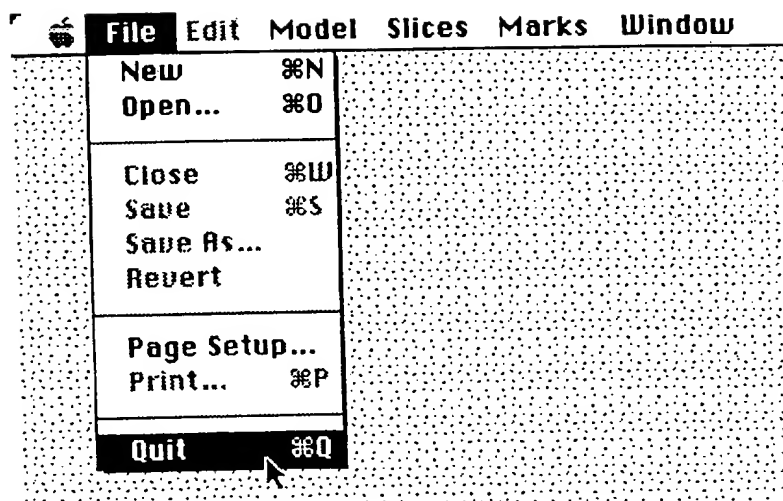 File Edit Model Slices Marks Window
New ⌘N
Open... ⌘O
Close ⌘W
Save ⌘S
Save As...
Revert
Page Setup...
Print... ⌘P
Quit ⌘Q